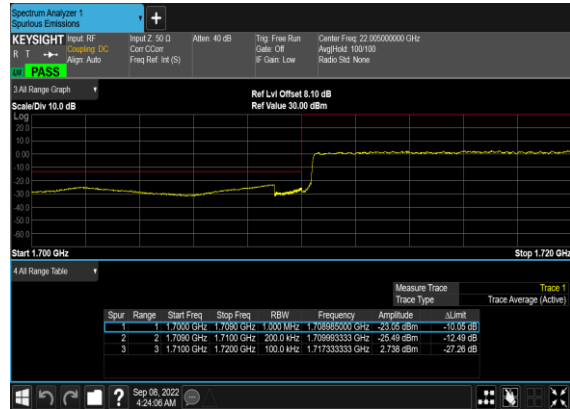 Spectrum Analyzer 1
Spurious Emissions
KEYSIGHT Input: RF Input Z: 50 Ω Atten: 40 dB Trig: Free Run Center Freq: 22.005000000 GHz
R T Coupling: DC Corr CCorr Gate: Off Avg|Hold: 100/100
Align: Auto Freq Ref: Int (S) IF Gain: Low Radio Std: None
PASS
3 All Range Graph
Ref Lvl Offset 8.10 dB
Scale/Div 10.0 dB Ref Value 30.00 dBm
Log
20.0
10.0
0.00
-10.0
-20.0
-30.0
-40.0
-50.0
-60.0
Start 1.700 GHz Stop 1.720 GHz
4 All Range Table
Measure Trace Trace 1
Trace Type Trace Average (Active)
Spur Range Start Freq Stop Freq RBW Frequency Amplitude ΔLimit
1 1 1.7000 GHz 1.7090 GHz 1.000 MHz 1.708985000 GHz -23.05 dBm -10.05 dB
2 2 1.7090 GHz 1.7100 GHz 200.0 kHz 1.709993333 GHz -25.49 dBm -12.49 dB
3 3 1.7100 GHz 1.7200 GHz 100.0 kHz 1.717333333 GHz 2.738 dBm -27.26 dB
Sep 08, 2022
4:24:06 AM